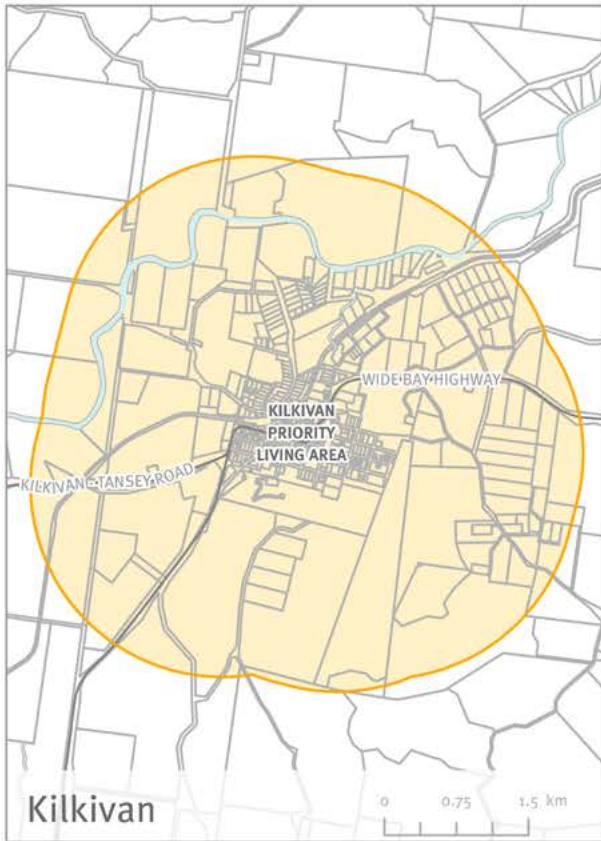 WIDE BAY HIGHWAY
KILKIVAN
PRIORITY
LIVING AREA
KILKIVAN - TANSEY ROAD
Kilkivan
0 0.75 1.5 km